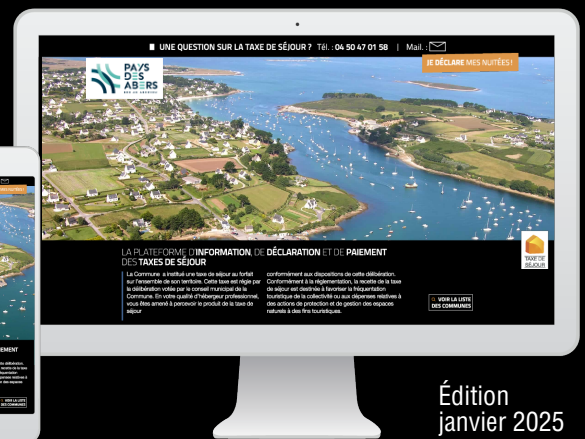 UNE QUESTION SUR LA TAXE DE SÉJOUR ? Tél. : 04 50 47 01 58 | Mail. :
JE DÉCLARE MES NUITÉES !
PAYS
DES
ABERS
LA PLATEFORME D'INFORMATION, DE DÉCLARATION ET DE PAIEMENT
DES TAXES DE SÉJOUR
La Commune a institué une taxe de séjour au forfait
sur l'ensemble de son territoire. Cette taxe est régie par
la délibération votée par le conseil municipal de la
Commune. En votre qualité d'hébergeur professionnel,
vous êtes amené à percevoir le produit de la taxe de
séjour
conformément aux dispositions de cette délibération.
Conformément à la réglementation, la recette de la taxe
de séjour est destinée à favoriser la fréquentation
touristique de la collectivité ou aux dépenses relatives à
des actions de protection et de gestion des espaces
naturels à des fins touristiques.
TAXE DE
SÉJOUR
VOIR LA LISTE
DES COMMUNES
Édition
janvier 2025